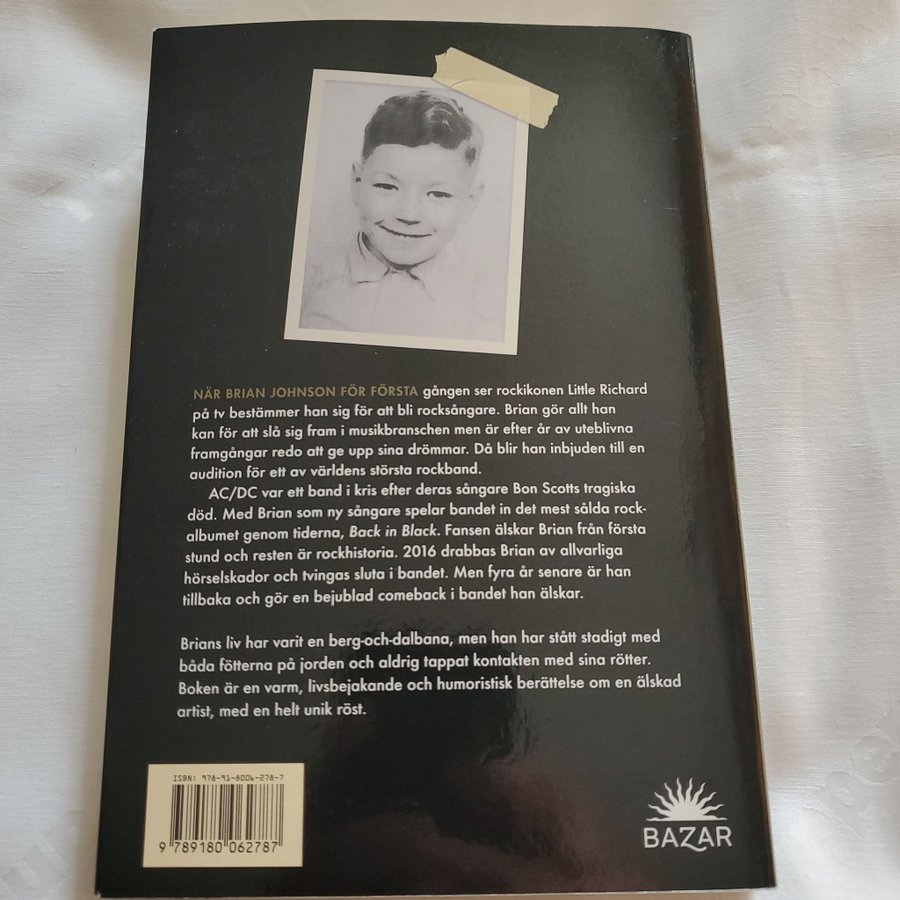 NÄR BRIAN JOHNSON FÖR FÖRSTA gången ser rockikonen Little Richard
på tv bestämmer han sig för att bli rocksångare. Brian gör allt han
kan för att slå sig fram i musikbranschen men är efter år av uteblivna
framgångar redo att ge upp sina drömmar. Då blir han inbjuden till en
audition för ett av världens största rockband.
AC/DC var ett band i kris efter deras sångare Bon Scotts tragiska
död. Med Brian som ny sångare spelar bandet in det mest sålda rock-
albumet genom tiderna, Back in Black. Fansen älskar Brian från första
stund och resten är rockhistoria. 2016 drabbas Brian av allvarliga
hörselskador och tvingas sluta i bandet. Men fyra år senare är han
tillbaka och gör en bejublad comeback i bandet han älskar.
Brians liv har varit en berg-och-dalbana, men han har stått stadigt med
båda fötterna på jorden och aldrig tappat kontakten med sina rötter.
Boken är en varm, livsbejakande och humoristisk berättelse om en älskad
artist, med en helt unik röst.
ISBN: 978-91-8006-278-7
9 789180 062787
BAZAR